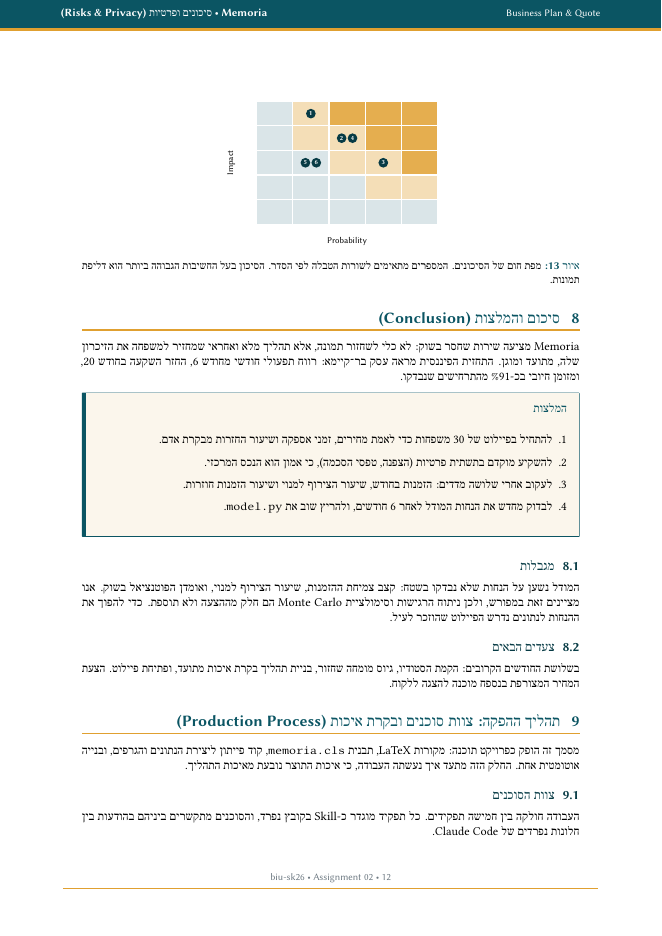 Memoria • סיכונים ופרטיות (Risks & Privacy)
Business Plan & Quote
1
2 4
5 6
3
Impact
Probability
איור 13: מפת חום של הסיכונים. המספרים מתאימים לשורות הטבלה לפי הסדר. הסיכון בעל החשיבות הגבוהה ביותר הוא דליפת
תמונות.
8 סיכום והמלצות (Conclusion)
Memoria מציעה שירות שחסר בשוק: לא כלי לשחזור תמונה, אלא תהליך מלא ואחראי שמחזיר למשפחה את הזיכרון
שלה, מתועד ומוגן. התחזית הפיננסית מראה עסק בר־קיימא: רווח תפעולי חודשי מחודש 6, החזר השקעה בחודש 20,
ומזומן חיובי בכ-91% מהתרחישים שנבדקו.
המלצות
1. להתחיל בפיילוט של 30 משפחות כדי לאמת מחירים, זמני אספקה ושיעור החזרות מבקרת אדם.
2. להשקיע מוקדם בתשתית פרטיות (הצפנה, טפסי הסכמה), כי אמון הוא הנכס המרכזי.
3. לעקוב אחרי שלושה מדדים: הזמנות בחודש, שיעור הצירוף למנוי ושיעור הזמנות חוזרות.
4. לבדוק מחדש את הנחות המודל לאחר 6 חודשים, ולהריץ שוב את model.py.
8.1 מגבלות
המודל נשען על הנחות שלא נבדקו בשטח: קצב צמיחת ההזמנות, שיעור הצירוף למנוי, ואומדן הפוטנציאל בשוק. אנו
מציינים זאת במפורש, ולכן ניתוח הרגישות וסימולציית Monte Carlo הם חלק מההצעה ולא תוספת. כדי להפוך את
ההנחות לנתונים נדרש הפיילוט שהוזכר לעיל.
8.2 צעדים הבאים
בשלושת החודשים הקרובים: הקמת הסטודיו, גיוס מומחה שחזור, בניית תהליך בקרת איכות מתועד, ופתיחת פיילוט. הצעת
המחיר המצורפת בנספח מוכנה להצגה ללקוח.
9 תהליך ההפקה: צוות סוכנים ובקרת איכות (Production Process)
מסמך זה הופק כפרויקט תוכנה: מקורות LaTeX, תבנית memoria.cls, קוד פייתון ליצירת הנתונים והגרפים, ובנייה
אוטומטית אחת. החלק הזה מתעד איך נעשתה העבודה, כי איכות התוצר נובעת מאיכות התהליך.
9.1 צוות הסוכנים
העבודה חולקה בין חמישה תפקידים. כל תפקיד מוגדר כ-Skill בקובץ נפרד, והסוכנים מתקשרים ביניהם בהודעות בין
חלונות נפרדים של Claude Code.
biu-sk26 • Assignment 02 • 12